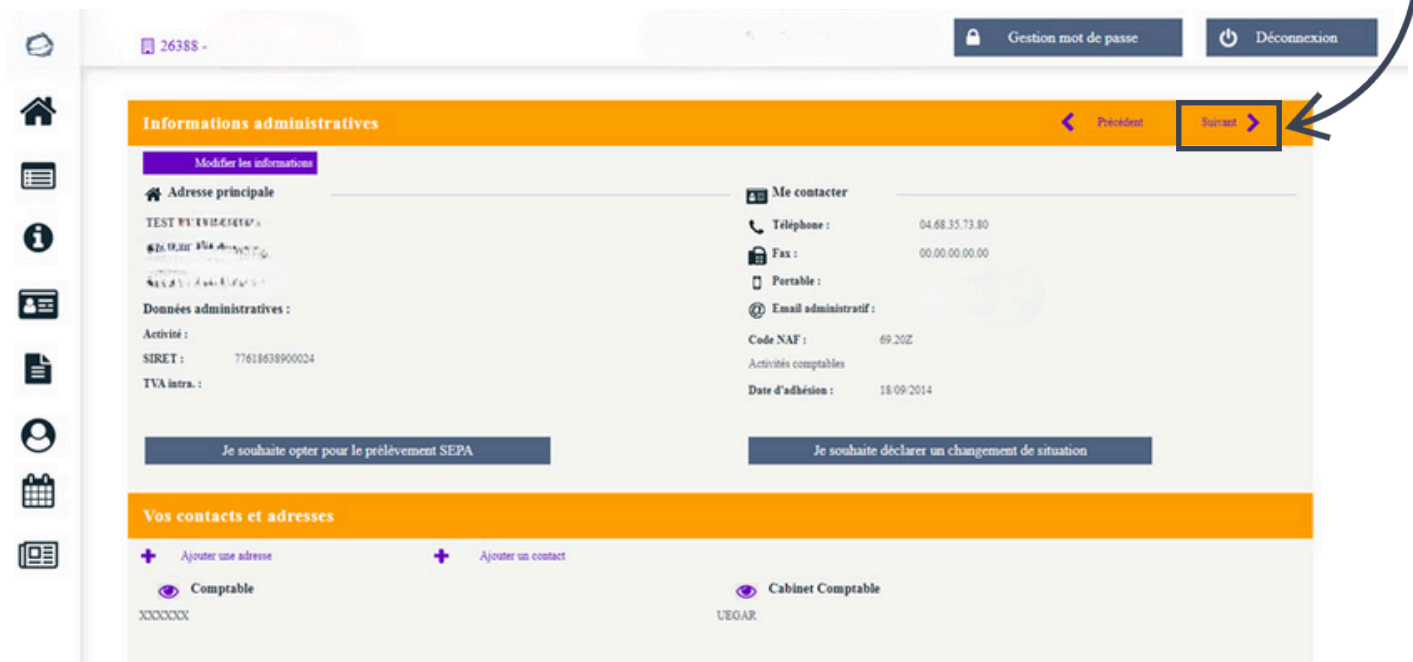 26388 -
Gestion mot de passe
Déconnexion
Informations administratives
Précédent
Suivant
Modifier les informations
Adresse principale
TEST
Données administratives :
Activité :
SIRET : 77618638900024
TVA intra. :
Me contacter
Téléphone : 04.68.35.73.80
Fax : 00.00.00.00.00
Portable :
Email administratif :
Code NAF : 69.20Z
Activités comptables
Date d'adhésion : 18/09/2014
Je souhaite opter pour le prélèvement SEPA
Je souhaite déclarer un changement de situation
Vos contacts et adresses
Ajouter une adresse
Ajouter un contact
Comptable
XXXXXX
Cabinet Comptable
UEGAR